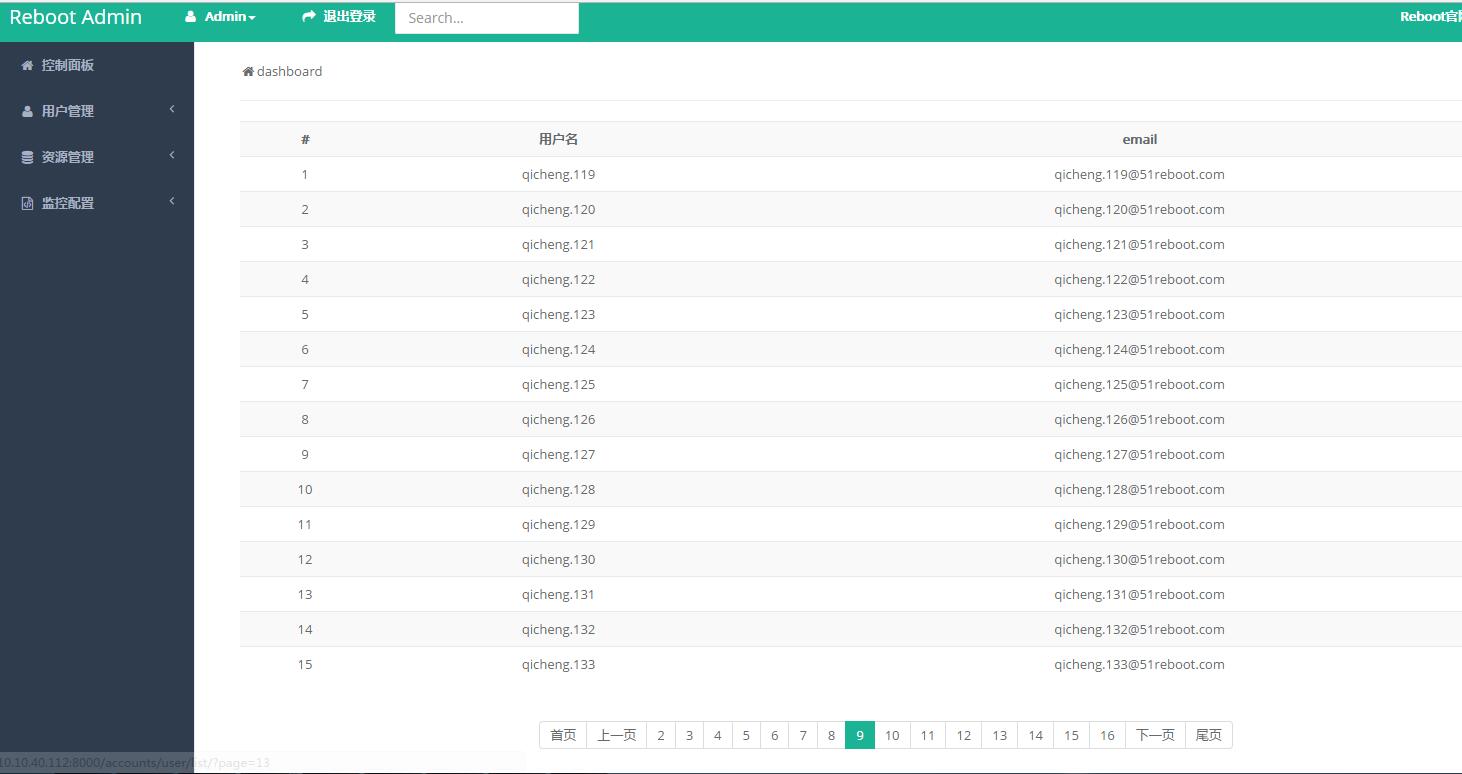 Reboot Admin Admin 退出登录 Search... Reboot官
控制面板
用户管理
资源管理
监控配置
dashboard
# 用户名 email
1 qicheng.119 qicheng.119@51reboot.com
2 qicheng.120 qicheng.120@51reboot.com
3 qicheng.121 qicheng.121@51reboot.com
4 qicheng.122 qicheng.122@51reboot.com
5 qicheng.123 qicheng.123@51reboot.com
6 qicheng.124 qicheng.124@51reboot.com
7 qicheng.125 qicheng.125@51reboot.com
8 qicheng.126 qicheng.126@51reboot.com
9 qicheng.127 qicheng.127@51reboot.com
10 qicheng.128 qicheng.128@51reboot.com
11 qicheng.129 qicheng.129@51reboot.com
12 qicheng.130 qicheng.130@51reboot.com
13 qicheng.131 qicheng.131@51reboot.com
14 qicheng.132 qicheng.132@51reboot.com
15 qicheng.133 qicheng.133@51reboot.com
首页 上一页 2 3 4 5 6 7 8 9 10 11 12 13 14 15 16 下一页 尾页
10.10.40.112:8000/accounts/user/list/?page=13